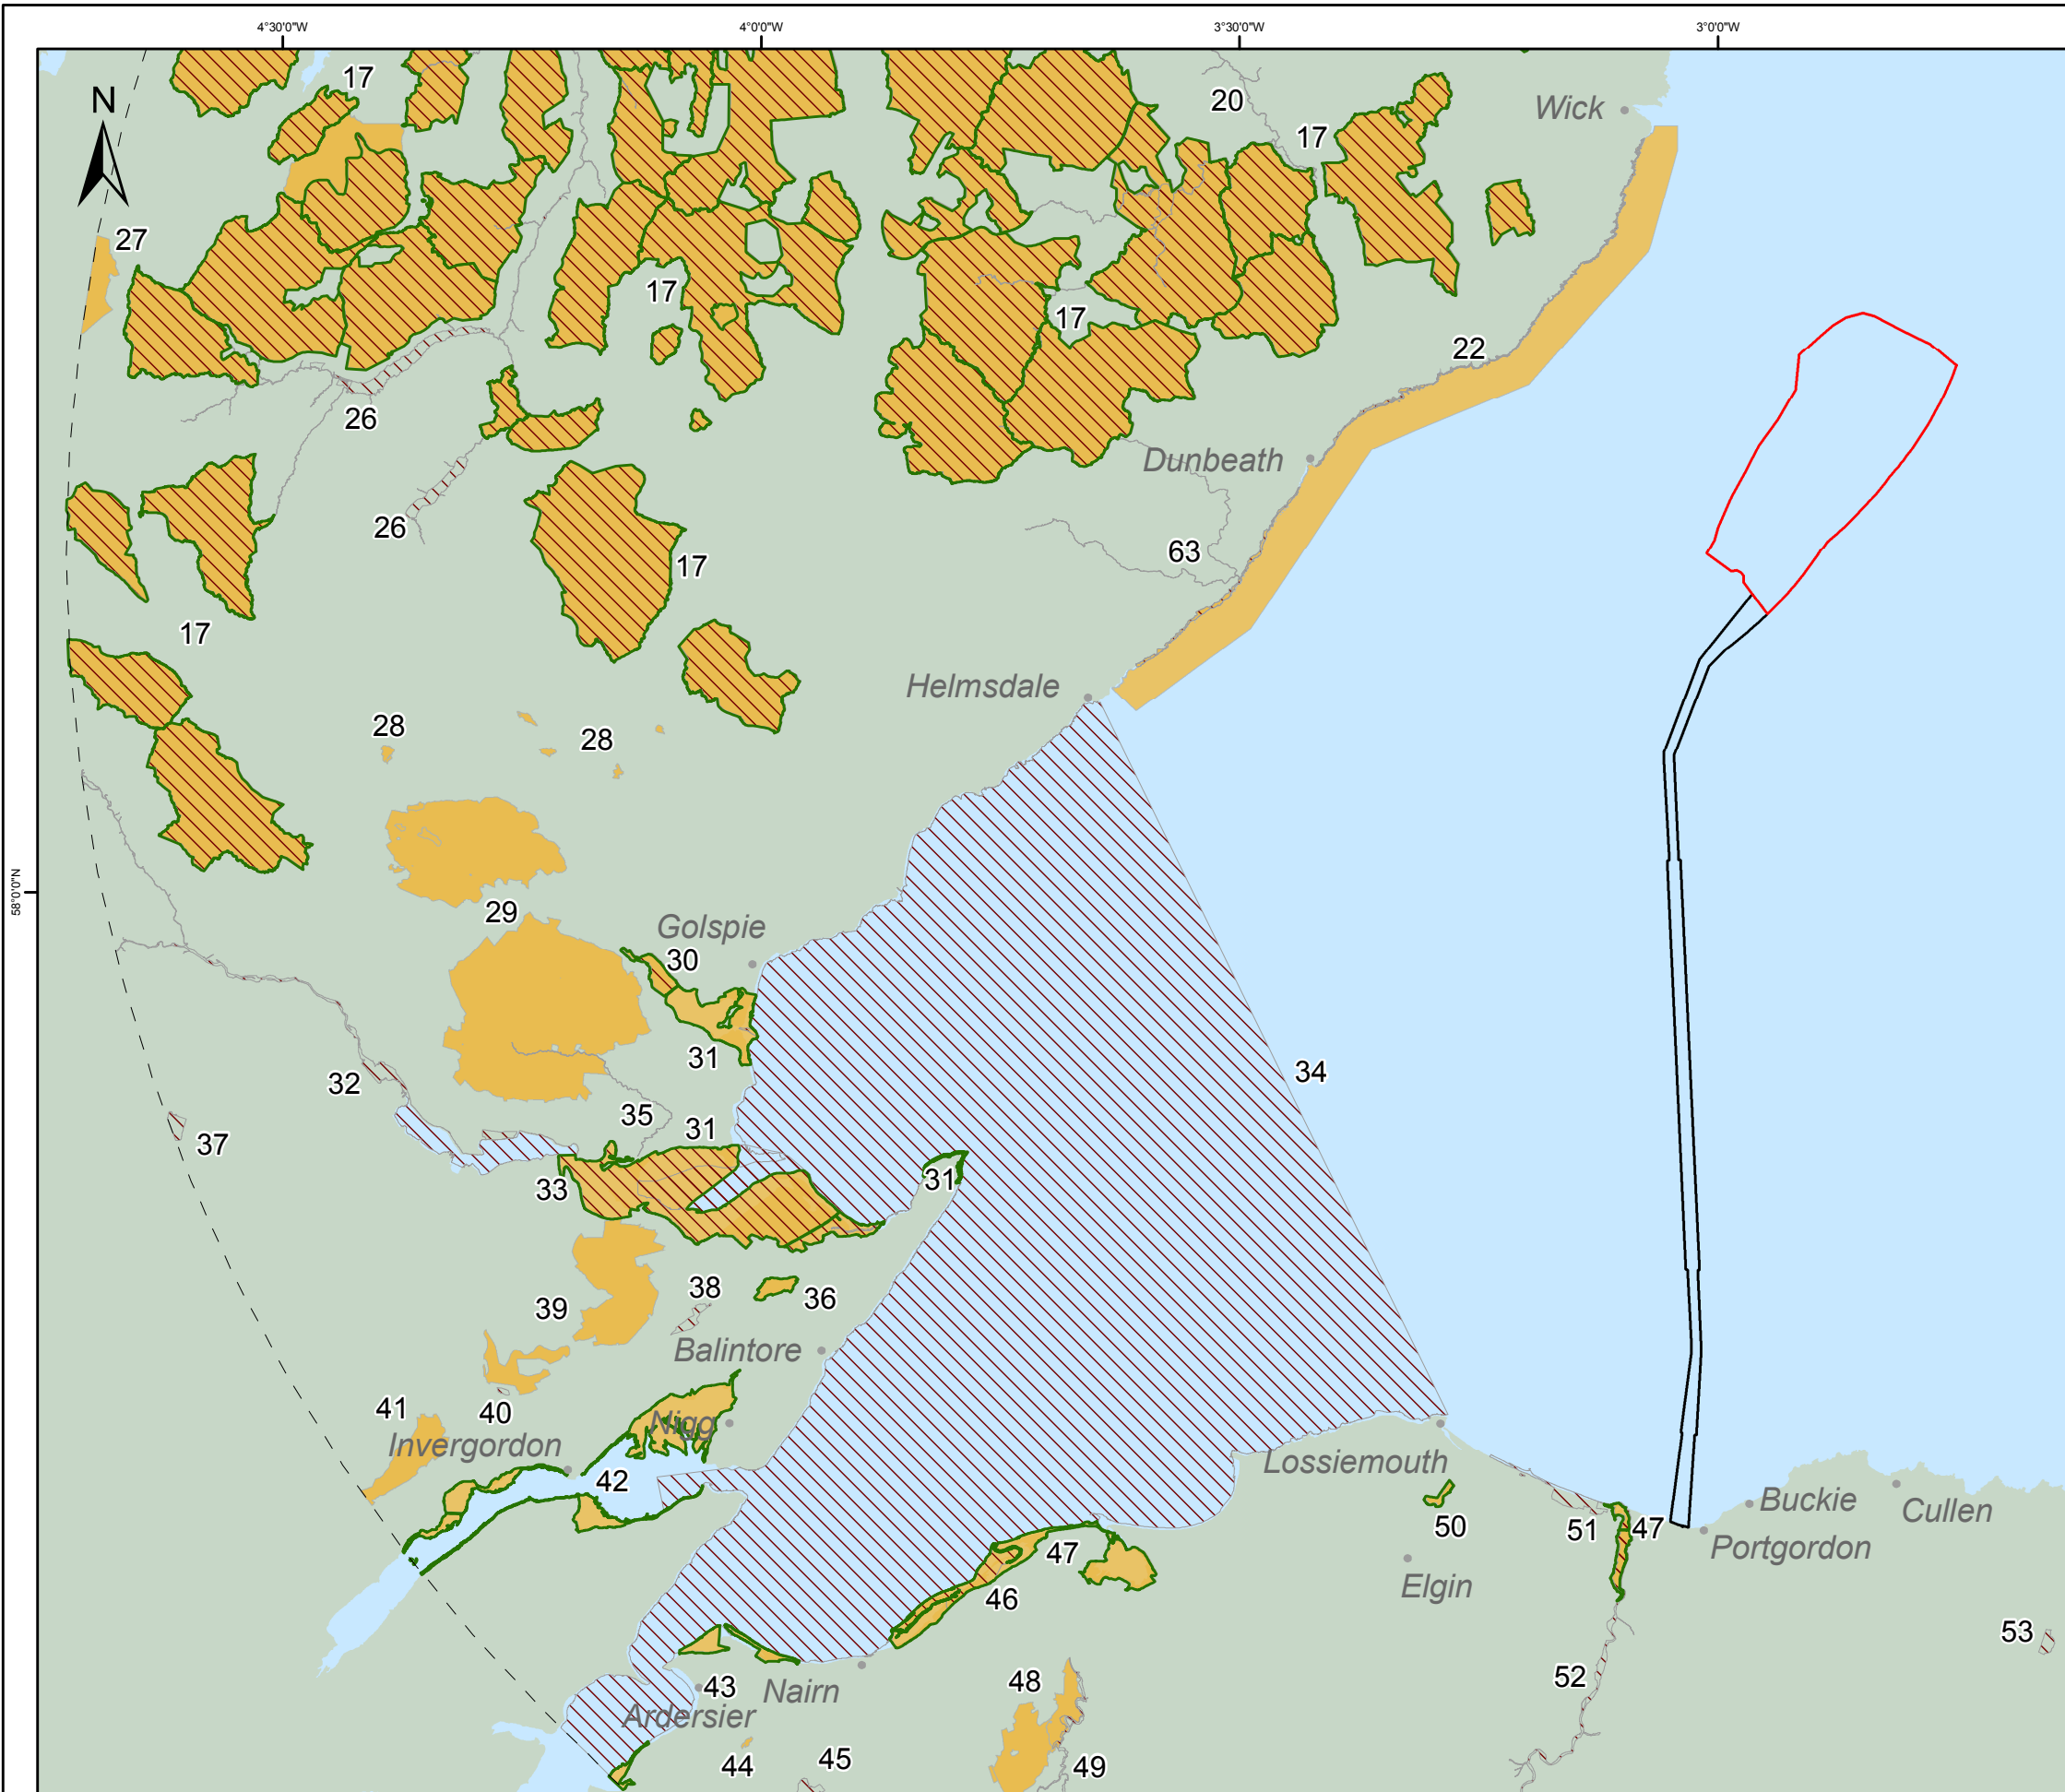 4°30'0"W
4°0'0"W
3°30'0"W
3°0'0"W
N
17
20
Wick
17
27
17
17
22
26
Dunbeath
26
17
63
17
Helmsdale
28
28
58°0'0"N
29
Golspie
30
31
34
32
35
31
37
33
31
38
36
39
Balintore
41
40
Nigg
Invergordon
Lossiemouth
42
Buckie
Cullen
50
51
47
47
Portgordon
Elgin
46
53
52
48
43
Nairn
Ardersier
45
44
49